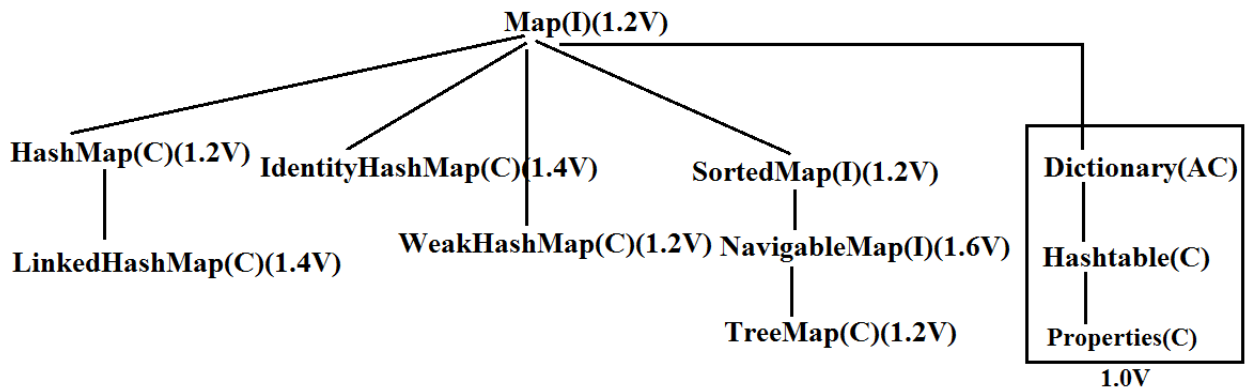 Map(I)(1.2V)
HashMap(C)(1.2V)
IdentityHashMap(C)(1.4V)
SortedMap(I)(1.2V)
Dictionary(AC)
LinkedHashMap(C)(1.4V)
WeakHashMap(C)(1.2V)
NavigableMap(I)(1.6V)
Hashtable(C)
TreeMap(C)(1.2V)
Properties(C)
1.0V